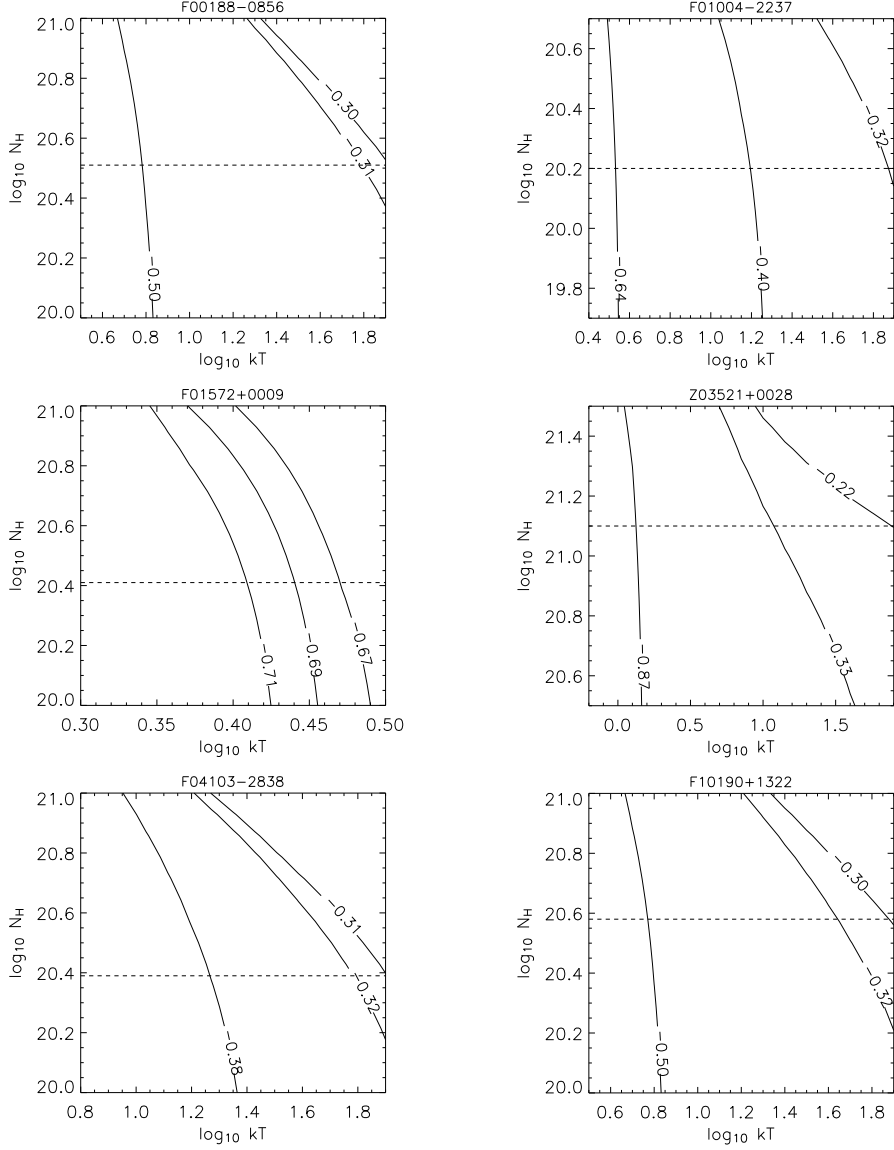 F00188−0856
21.0
20.8
20.6
20.4
20.2
20.0
log10 NH
−0.30
−0.31
−0.50
0.6 0.8 1.0 1.2 1.4 1.6 1.8
log10 kT
F01004−2237
20.6
20.4
20.2
20.0
19.8
log10 NH
−0.32
−0.40
−0.64
0.4 0.6 0.8 1.0 1.2 1.4 1.6 1.8
log10 kT
F01572+0009
21.0
20.8
20.6
20.4
20.2
20.0
log10 NH
−0.71
−0.69
−0.67
0.30 0.35 0.40 0.45 0.50
log10 kT
Z03521+0028
21.4
21.2
21.0
20.8
20.6
log10 NH
−0.22
−0.33
−0.87
0.0 0.5 1.0 1.5
log10 kT
F04103−2838
21.0
20.8
20.6
20.4
20.2
20.0
log10 NH
−0.31
−0.32
−0.38
0.8 1.0 1.2 1.4 1.6 1.8
log10 kT
F10190+1322
21.0
20.8
20.6
20.4
20.2
20.0
log10 NH
−0.30
−0.32
−0.50
0.6 0.8 1.0 1.2 1.4 1.6 1.8
log10 kT